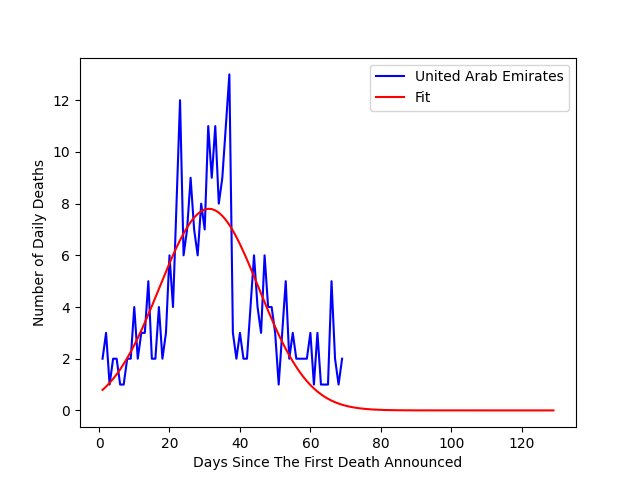 United Arab Emirates
Fit
12
10
8
6
4
2
0
Number of Daily Deaths
0 20 40 60 80 100 120
Days Since The First Death Announced